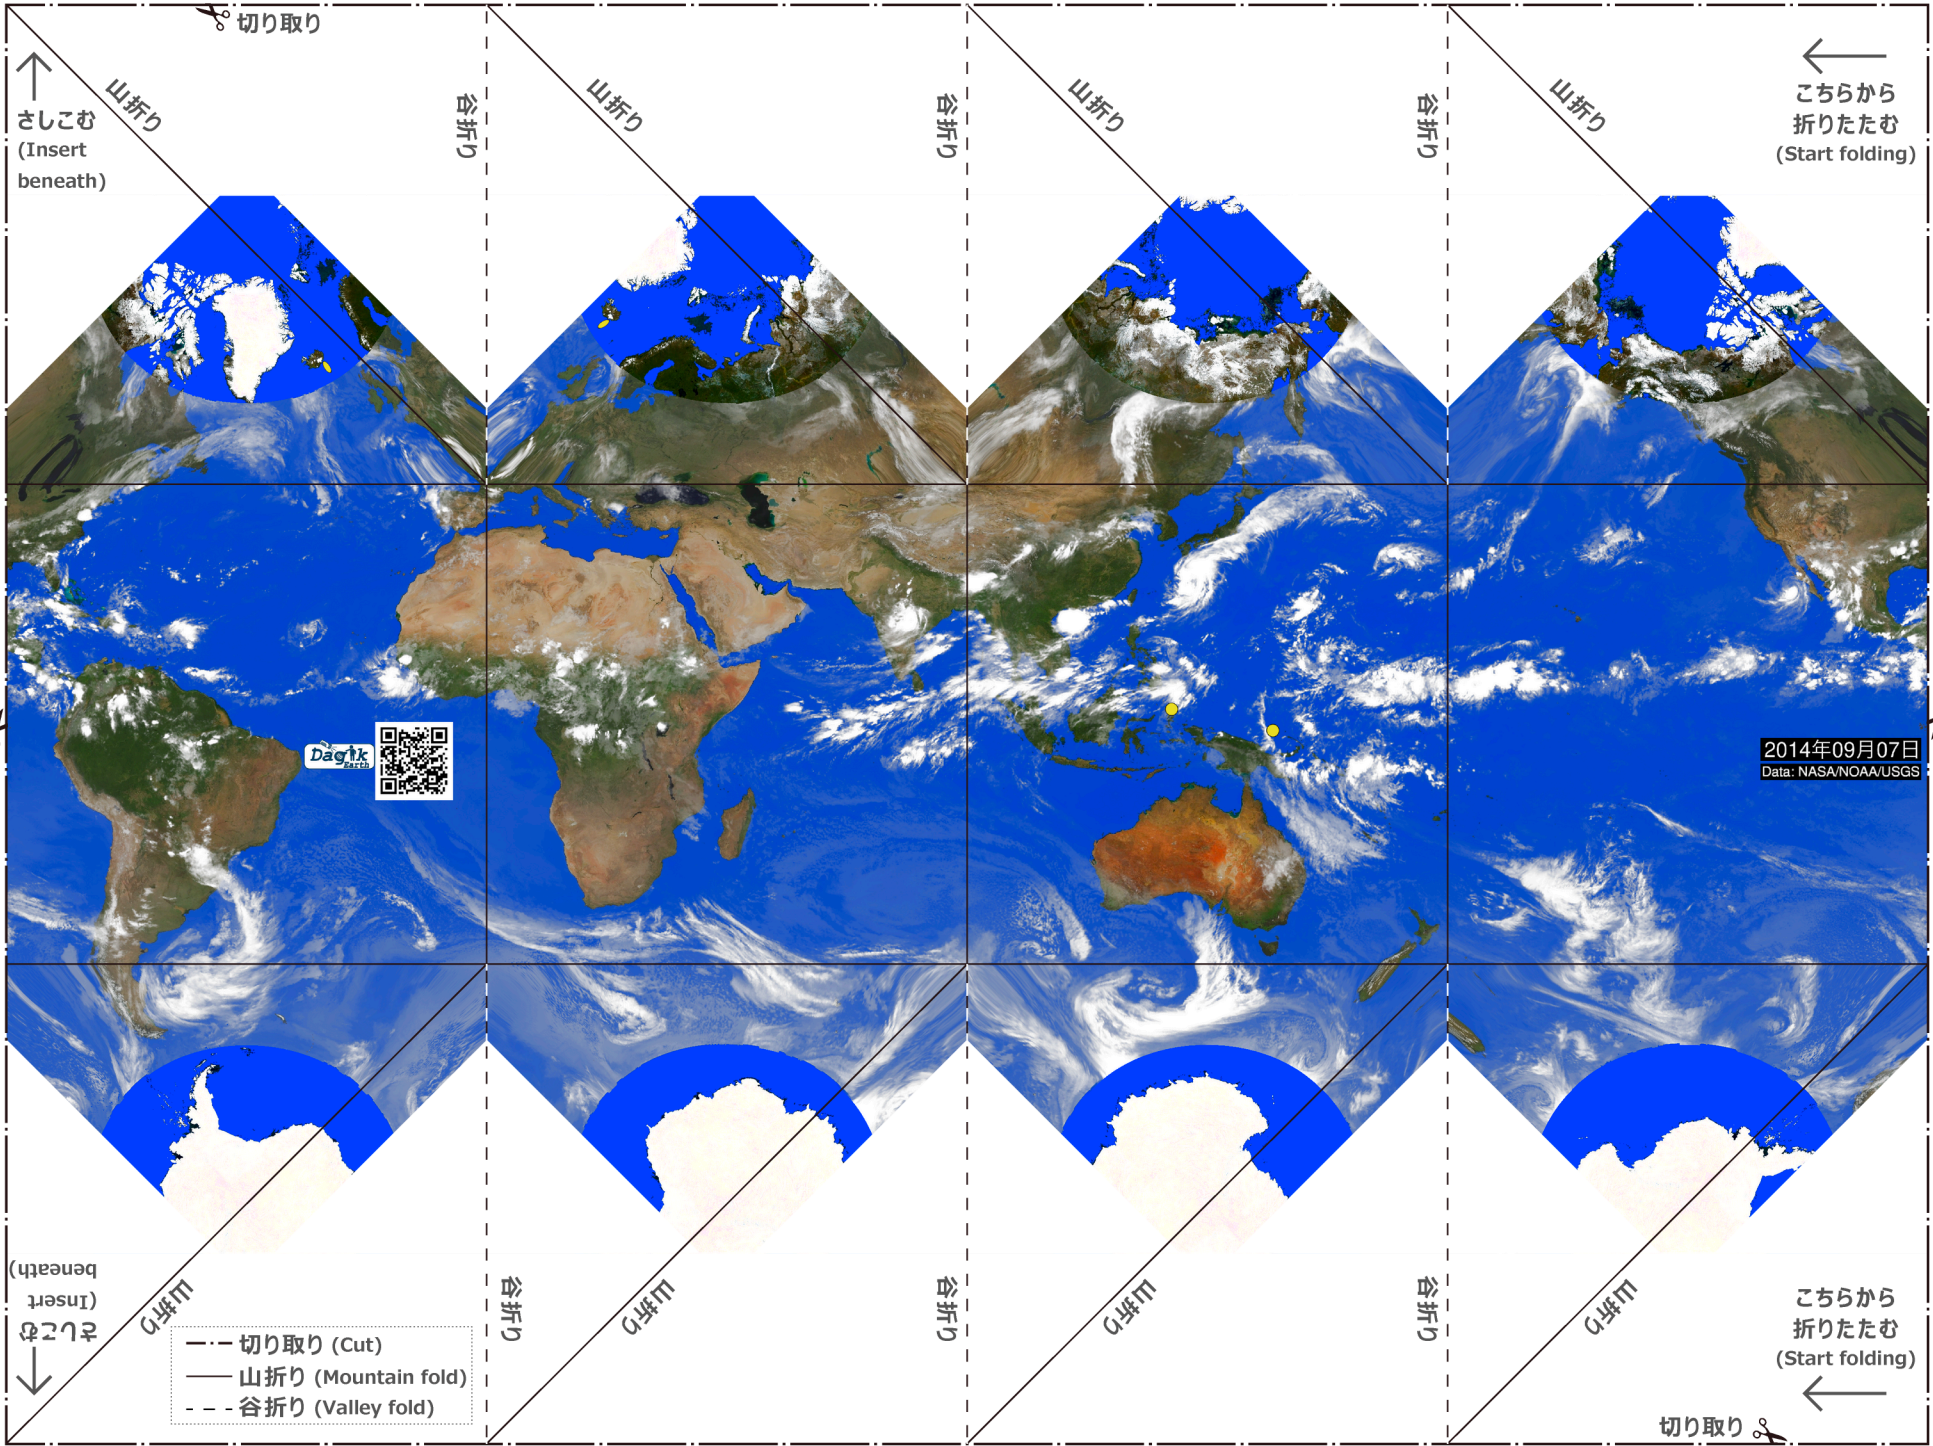 切り取り
山折り
谷折り
山折り
谷折り
山折り
谷折り
山折り
さしこむ
(Insert
beneath)
こちらから
折りたたむ
(Start folding)
Dagik
Earth
2014年09月07日
Data: NASA/NOAA/USGS
さしこむ
(Insert
beneath)
山折り
谷折り
山折り
谷折り
山折り
谷折り
山折り
こちらから
折りたたむ
(Start folding)
切り取り (Cut)
山折り (Mountain fold)
谷折り (Valley fold)
切り取り